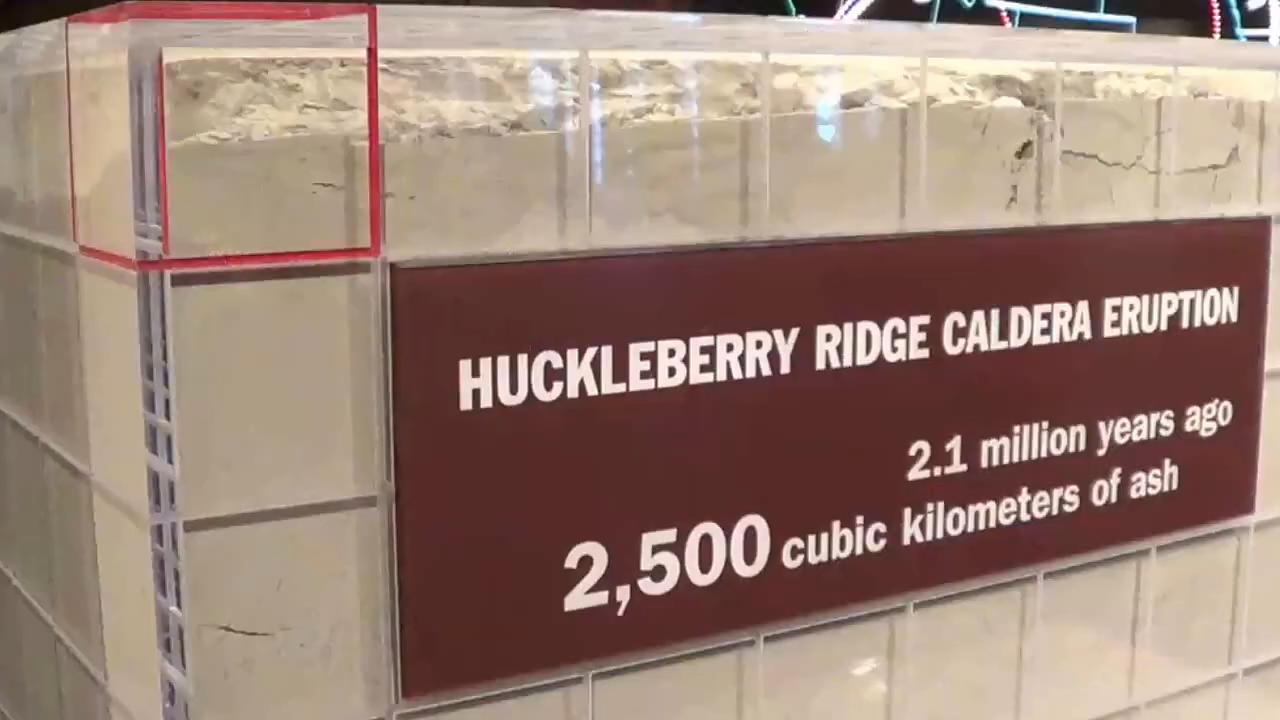 HUCKLEBERRY RIDGE CALDERA ERUPTION
2.1 million years ago
2,500 cubic kilometers of ash